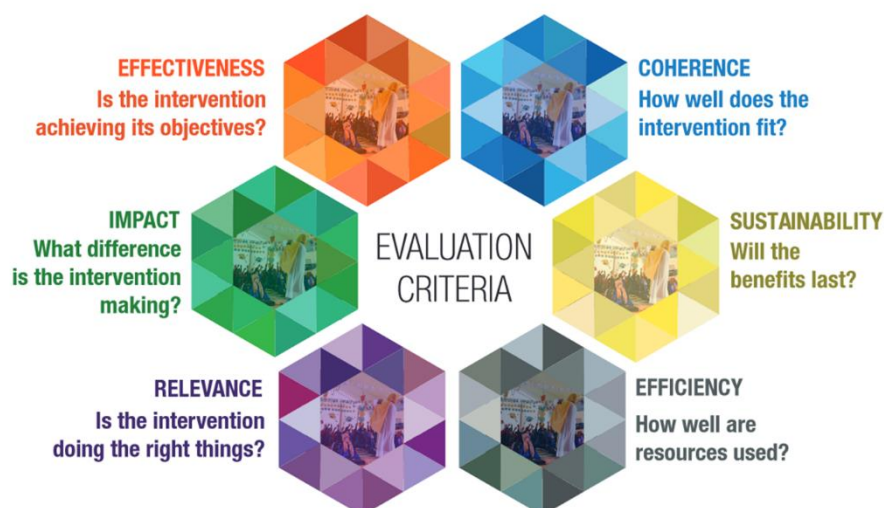 EFFECTIVENESS
Is the intervention
achieving its objectives?
COHERENCE
How well does the
intervention fit?
IMPACT
What difference
is the intervention
making?
EVALUATION
CRITERIA
SUSTAINABILITY
Will the
benefits last?
RELEVANCE
Is the intervention
doing the right things?
EFFICIENCY
How well are
resources used?